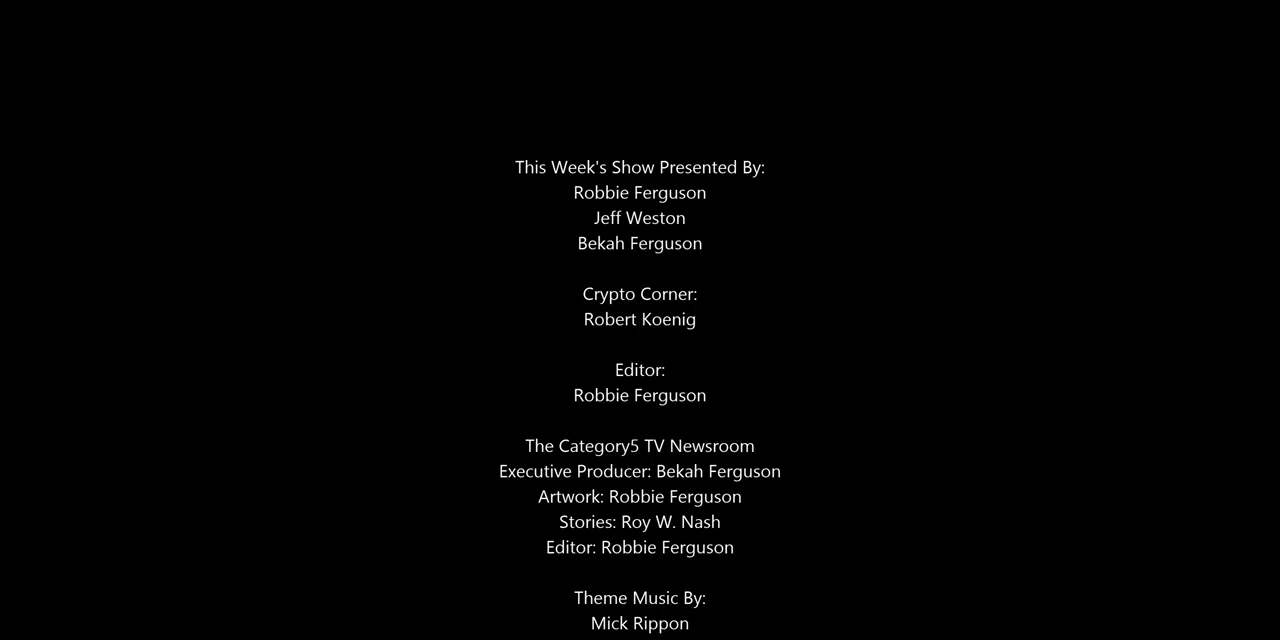 This Week's Show Presented By:
Robbie Ferguson
Jeff Weston
Bekah Ferguson
Crypto Corner:
Robert Koenig
Editor:
Robbie Ferguson
The Category5 TV Newsroom
Executive Producer: Bekah Ferguson
Artwork: Robbie Ferguson
Stories: Roy W. Nash
Editor: Robbie Ferguson
Theme Music By:
Mick Rippon